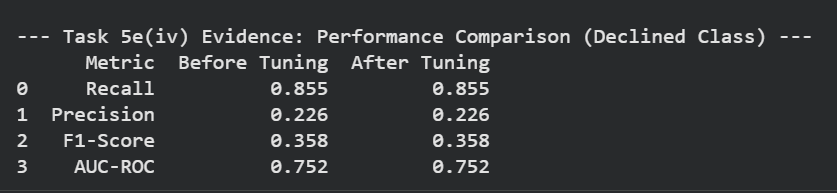 --- Task 5e(iv) Evidence: Performance Comparison (Declined Class) ---
Metric Before Tuning After Tuning
0 Recall 0.855 0.855
1 Precision 0.226 0.226
2 F1-Score 0.358 0.358
3 AUC-ROC 0.752 0.752